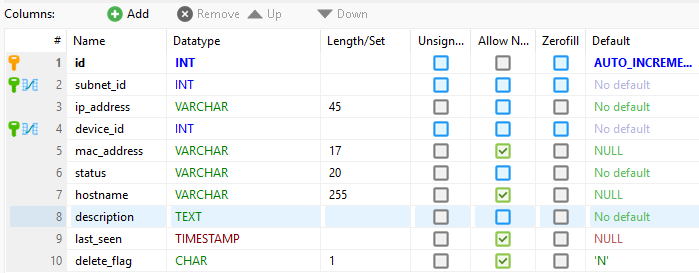 Columns: Add Remove Up Down
# Name Datatype Length/Set Unsign... Allow N... Zerofill Default
1 id INT AUTO_INCREME...
2 subnet_id INT No default
3 ip_address VARCHAR 45 No default
4 device_id INT No default
5 mac_address VARCHAR 17 NULL
6 status VARCHAR 20 No default
7 hostname VARCHAR 255 NULL
8 description TEXT No default
9 last_seen TIMESTAMP NULL
10 delete_flag CHAR 1 'N'